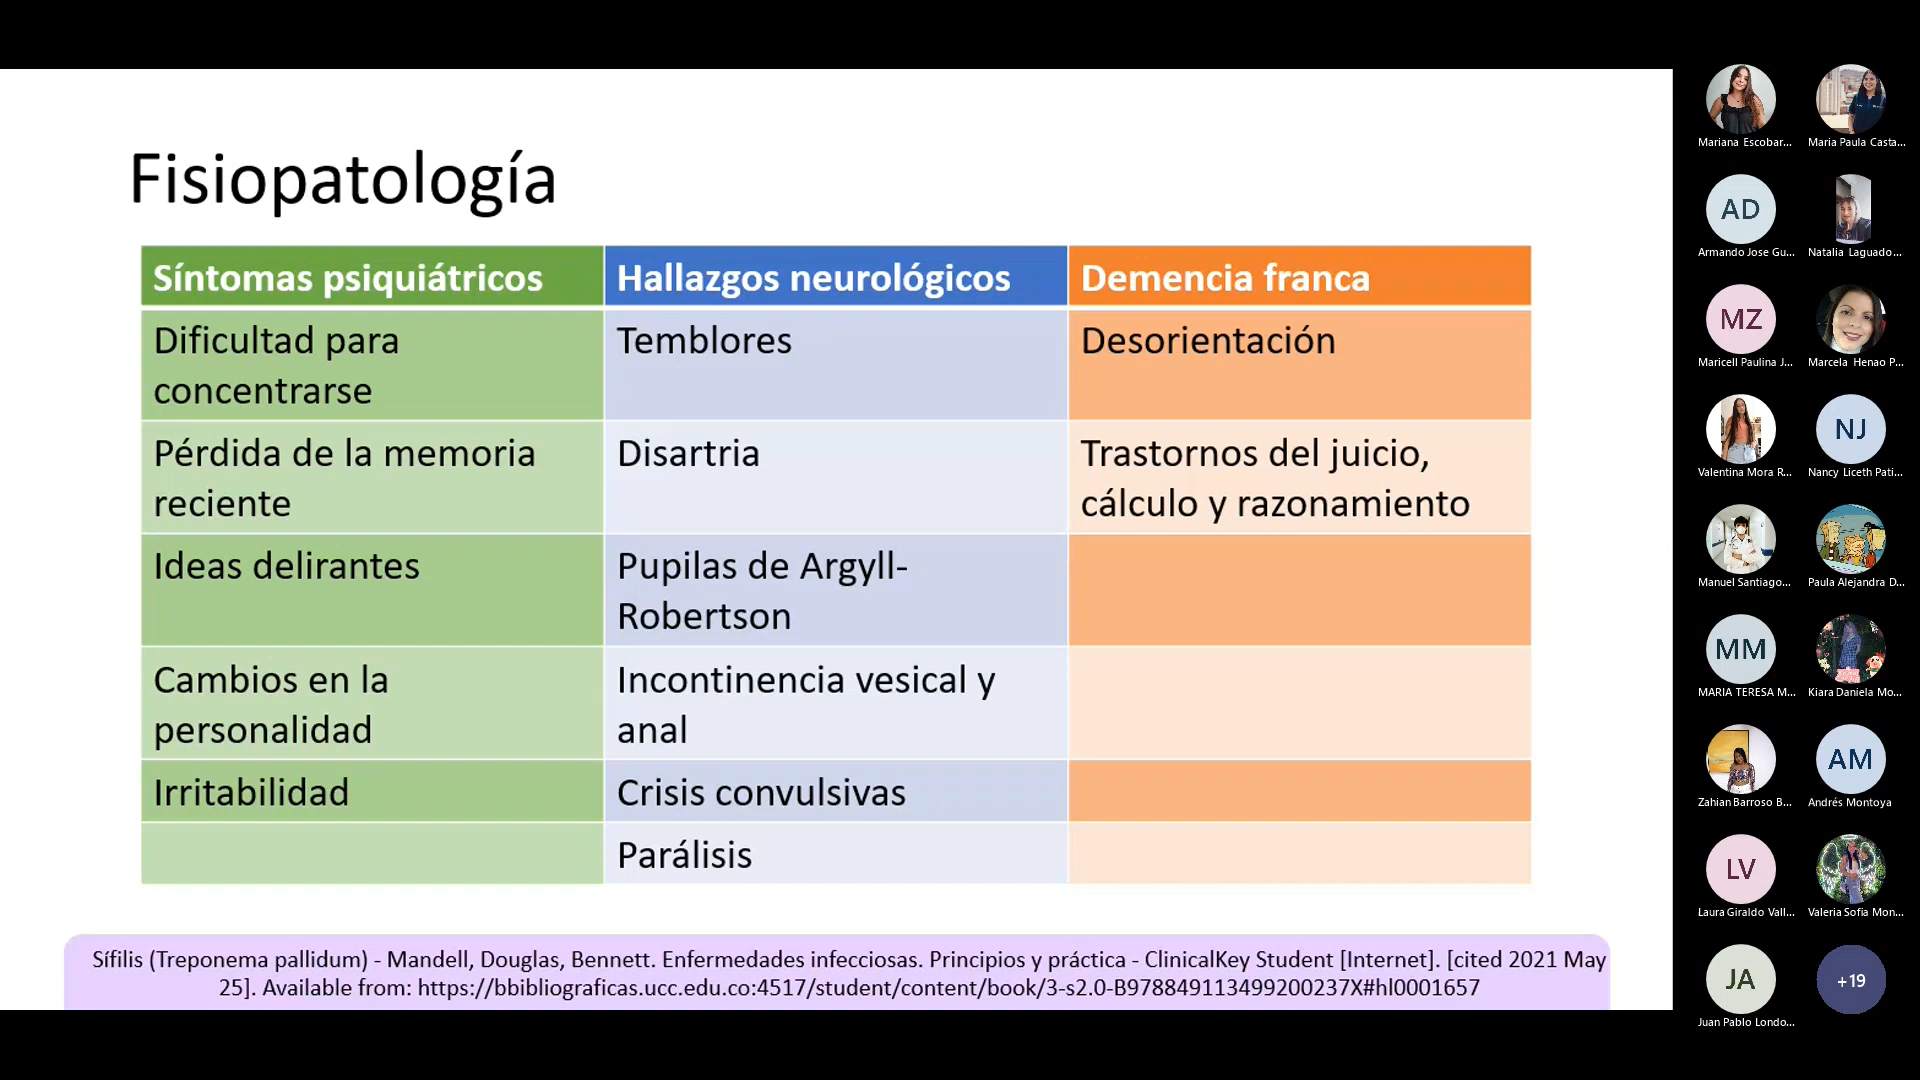 Fisiopatología
Síntomas psiquiátricos
Hallazgos neurológicos
Demencia franca
Dificultad para
concentrarse
Temblores
Desorientación
Pérdida de la memoria
reciente
Disartria
Trastornos del juicio,
cálculo y razonamiento
Ideas delirantes
Pupilas de Argyll-
Robertson
Cambios en la
personalidad
Incontinencia vesical y
anal
Irritabilidad
Crisis convulsivas
Parálisis
Sífilis (Treponema pallidum) - Mandell, Douglas, Bennett. Enfermedades infecciosas. Principios y práctica - ClinicalKey Student [Internet]. [cited 2021 May
25]. Available from: https://bbibliograficas.ucc.edu.co:4517/student/content/book/3-s2.0-B978849113499200237X#hl0001657
Mariana Escobar...
Maria Paula Casta...
AD
Armando Jose Gu...
Natalia Laguado...
MZ
Maricell Paulina J...
Marcela Henao P...
Valentina Mora R...
NJ
Nancy Liceth Pati...
Manuel Santiago...
Paula Alejandra D...
MM
MARIA TERESA M...
Kiara Daniela Mo...
Zahian Barroso B...
AM
Andrés Montoya
LV
Laura Giraldo Vall...
Valeria Sofia Mon...
JA
Juan Pablo Londo...
+19